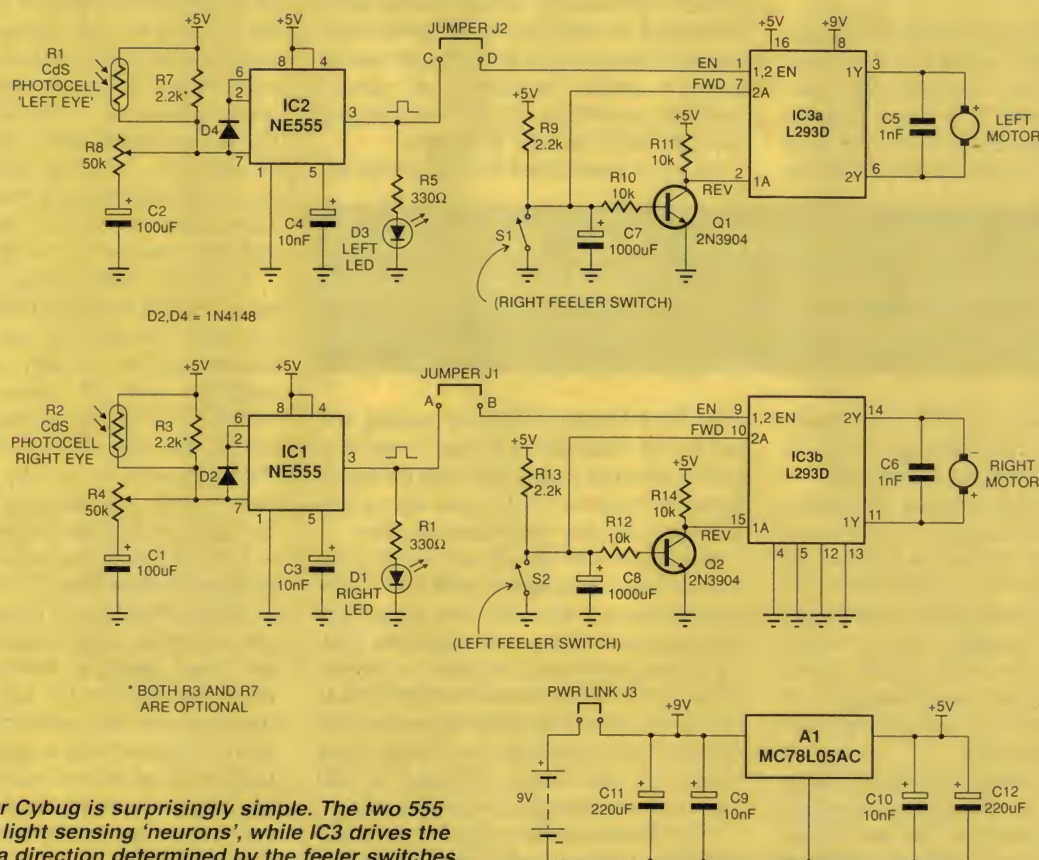 +5V
+5V
JUMPER J2
+5V
+9V
R1
CdS
PHOTOCELL
'LEFT EYE'
R7
2.2k*
8
4
C
D
16
8
6
2
IC2
NE555
3
EN
1
1,2 EN
1Y
3
FWD
7
2A
+5V
+5V
D4
R9
2.2k
IC3a
L293D
C5
1nF
+
LEFT
MOTOR
–
R8
50k
7
R11
10k
R10
10k
2
1A
2Y
6
REV
1
5
R5
330Ω
+
C2
100uF
C4
10nF
S1
+
C7
1000uF
Q1
2N3904
D3
LEFT
LED
(RIGHT FEELER SWITCH)
D2,D4 = 1N4148
+5V
+5V
JUMPER J1
R2
CdS
PHOTOCELL
RIGHT EYE
R3
2.2k*
8
4
A
B
6
2
IC1
NE555
3
EN
9
1,2 EN
2Y
14
FWD
10
2A
+5V
+5V
D2
R13
2.2k
IC3b
L293D
C6
1nF
–
RIGHT
MOTOR
+
R4
50k
7
R14
10k
R12
10k
15
1A
1Y
11
REV
1
5
R1
330Ω
4
5
12
13
+
C1
100uF
C3
10nF
S2
+
C8
1000uF
Q2
2N3904
D1
RIGHT
LED
(LEFT FEELER SWITCH)
* BOTH R3 AND R7
ARE OPTIONAL
PWR LINK J3
+9V
+5V
A1
MC78L05AC
+
9V
–
+
C11
220uF
+
C9
10nF
+
C10
10nF
+
C12
220uF
r Cybug is surprisingly simple. The two 555
light sensing 'neurons', while IC3 drives the
a direction determined by the feeler switches